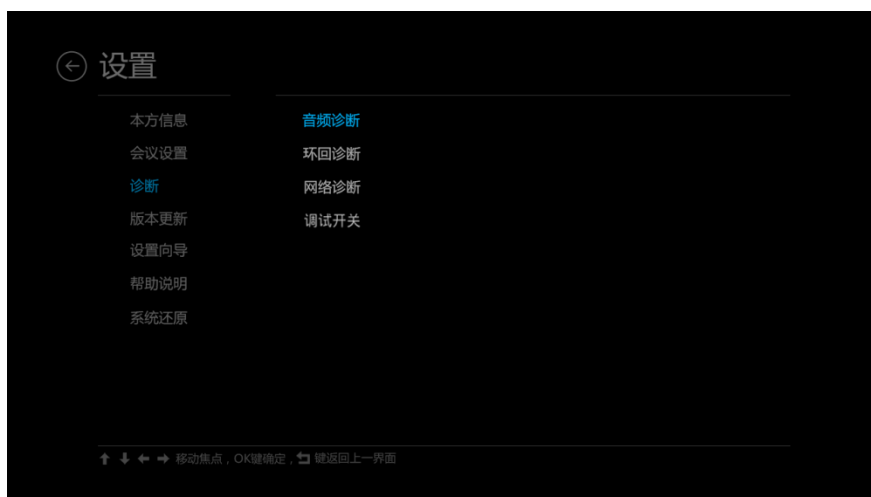 设置
本方信息
会议设置
诊断
版本更新
设置向导
帮助说明
系统还原
音频诊断
环回诊断
网络诊断
调试开关
移动焦点，OK键确定，键返回上一界面